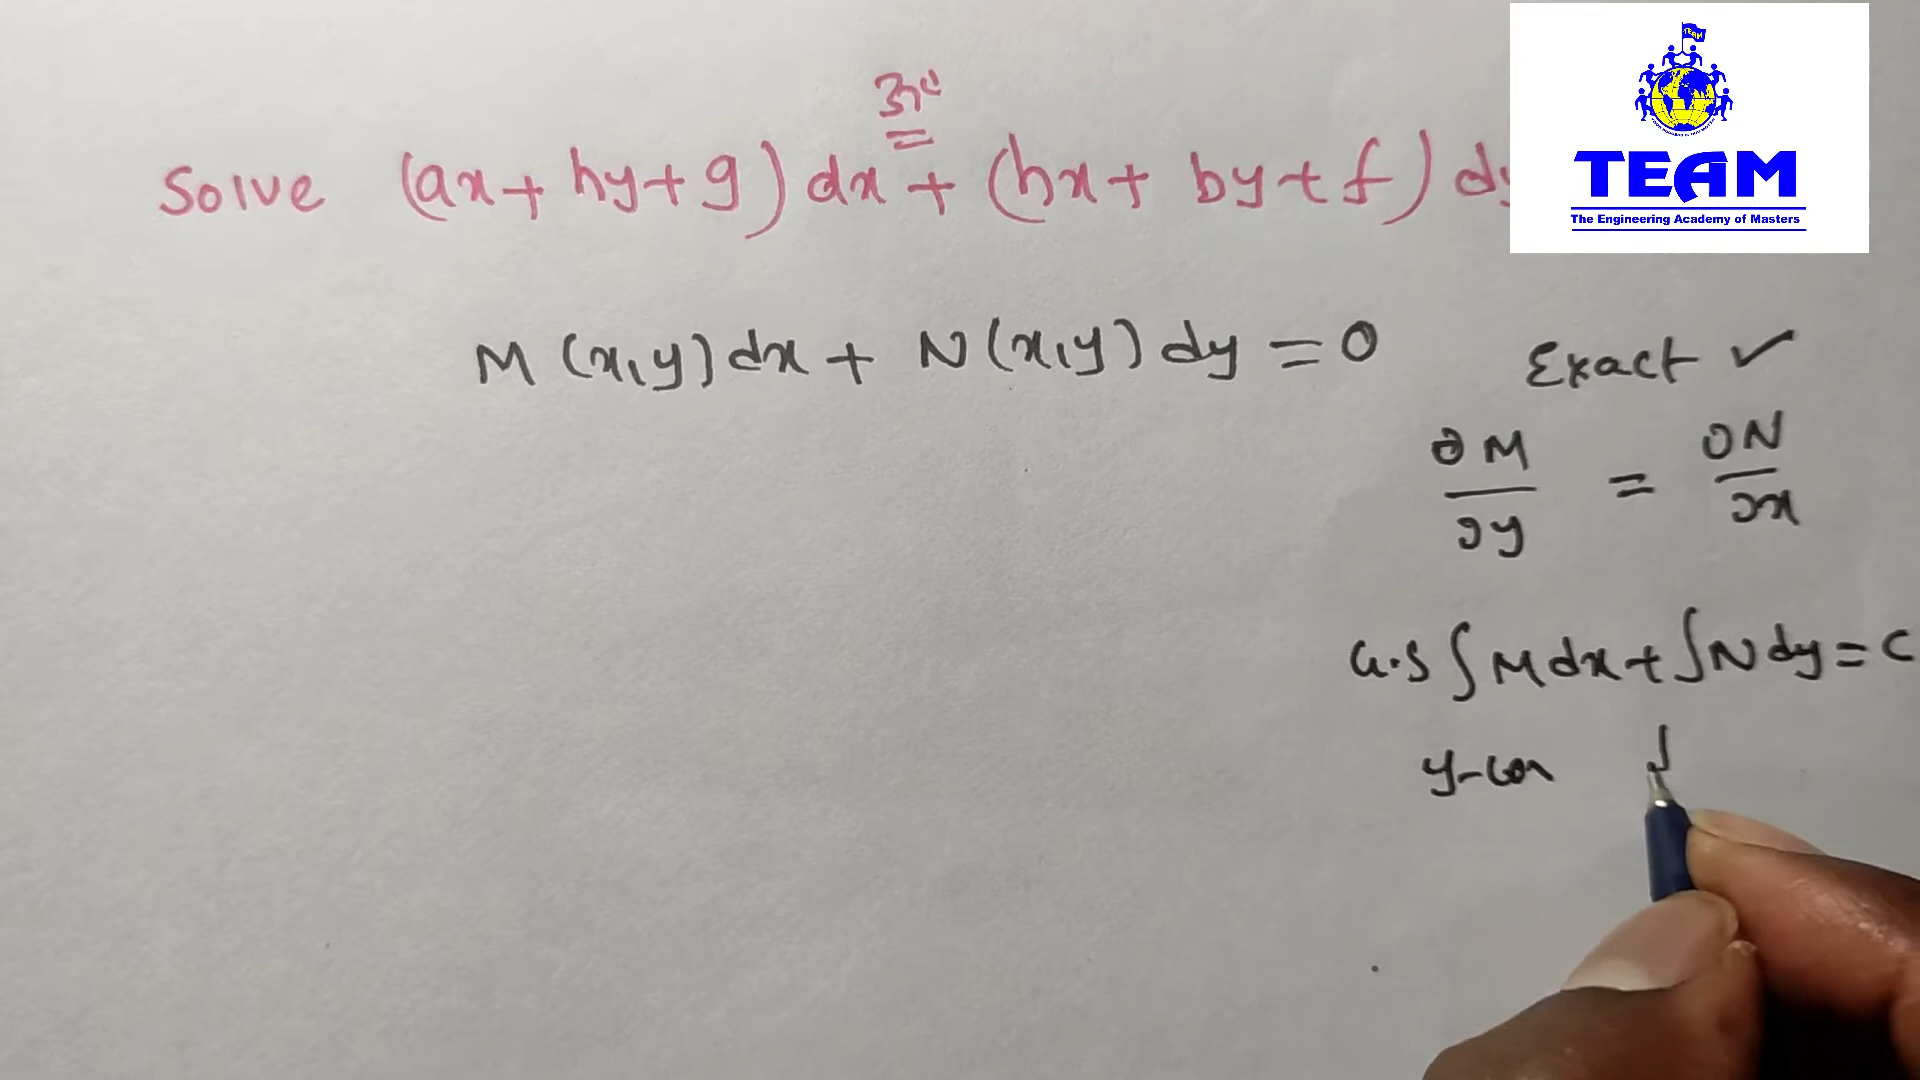 3rd
Solve (ax + hy + g) dx + (hx + by + f) dy
TEAM
TEAM
The Engineering Academy of Masters
M (x, y) dx + N (x, y) dy = 0
Exact ✓
∂M/∂y = ∂N/∂x
G.S ∫ M dx + ∫ N dy = c
y-con